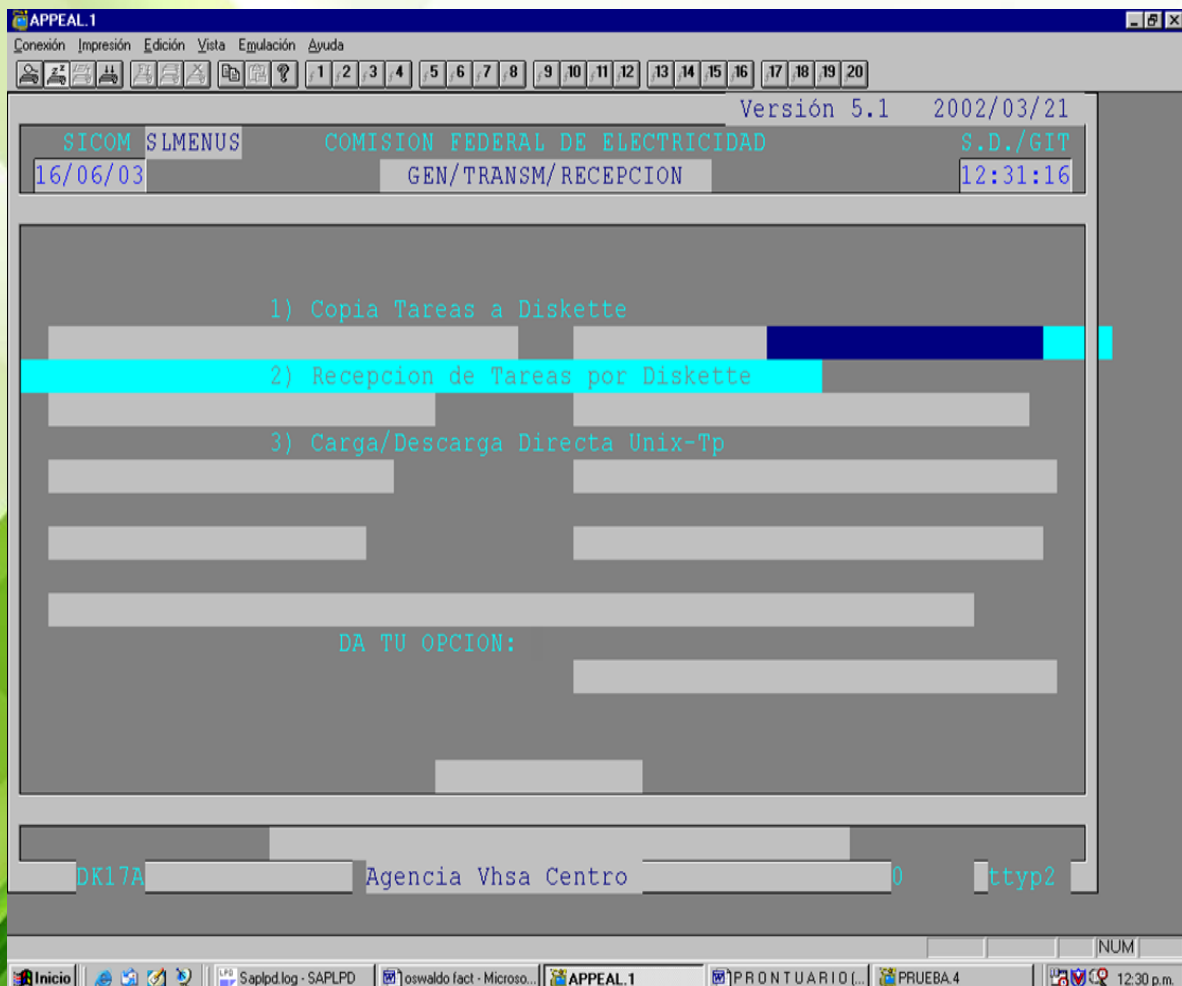 APPEAL.1
Conexión Impresión Edición Vista Emulación Ayuda
1 2 3 4 5 6 7 8 9 10 11 12 13 14 15 16 17 18 19 20
Versión 5.1 2002/03/21
SICOM SLMENUS COMISION FEDERAL DE ELECTRICIDAD S.D./GIT
16/06/03 GEN/TRANSM/RECEPCION 12:31:16
1) Copia Tareas a Diskette
2) Recepcion de Tareas por Diskette
3) Carga/Descarga Directa Unix-Tp
DA TU OPCION:
DK17A Agencia Vhsa Centro 0 ttyp2
NUM
Inicio Saplpd.log - SAPLPD oswaldo fact - Microso... APPEAL.1 P R O N T U A R I O (... PRUEBA.4 12:30 p.m.